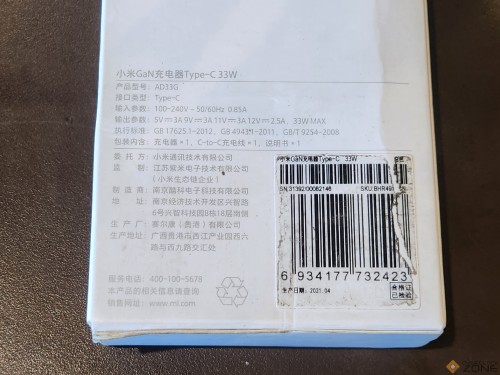 小米GaN充电器Type-C 33W
产品型号: AD33G
接口类型: Type-C
输入参数: 100-240V~50/60Hz 0.85A
输出参数: 5V⎓3A 9V⎓3A 11V⎓3A 12V⎓2.5A, 33W MAX
执行标准: GB 17625.1-2012, GB 4943.1-2011, GB/T 9254-2008
包含内容: 充电器×1, C-to-C充电线×1, 说明书×1
委托方: 小米通讯技术有限公司
监制: 江苏紫米电子技术有限公司
(小米生态链企业)
制造商: 南京酷科电子科技有限公司
地址: 南京经济技术开发区兴智路
6号兴智科技园B栋18层南侧
生产厂: 赛尔康(贵港)有限公司
生产地址: 广西贵港市西江产业园西六
路与西九路交汇处
服务电话: 400-100-5678
本产品的相关信息请查看
销售网址: www.mi.com
小米GaN充电器Type-C 33W
SN:31392/00082146
SKU:BHR49
6 934177 732423
生产日期: 2021.04
合格证
已检验